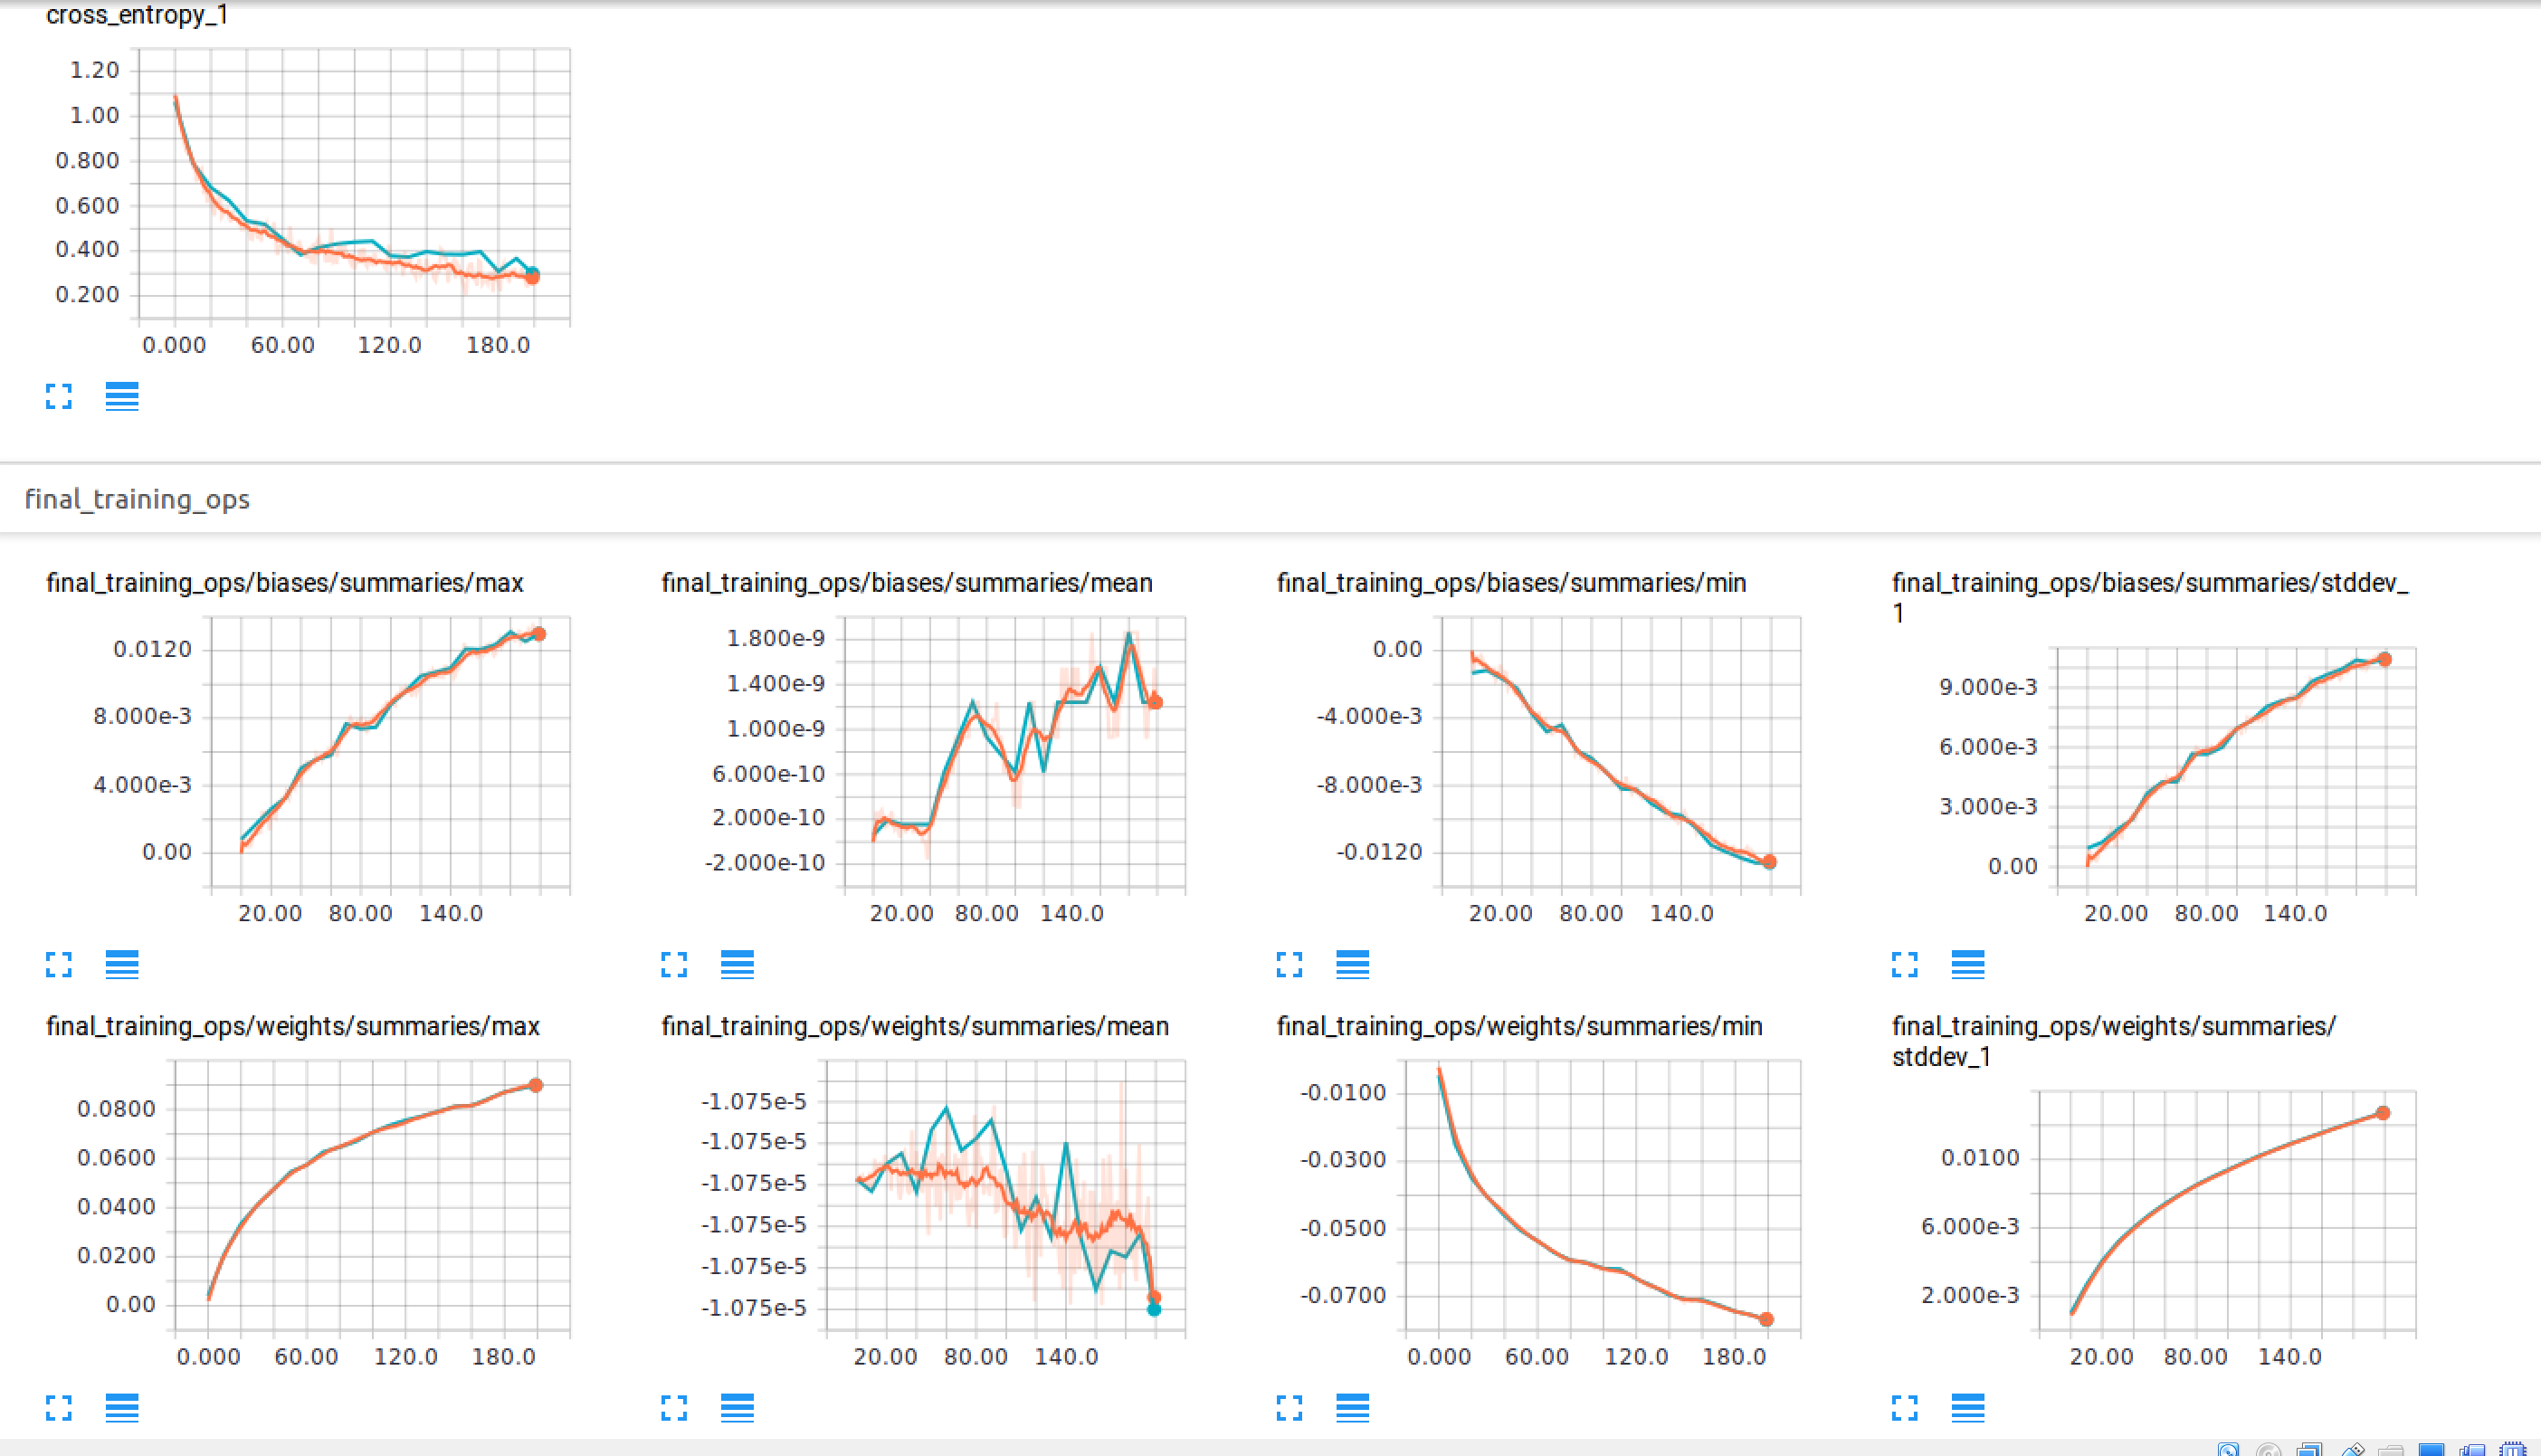 cross_entropy_1
1.20
1.00
0.800
0.600
0.400
0.200
0.000 60.00 120.0 180.0
final_training_ops
final_training_ops/biases/summaries/max
0.0120
8.000e-3
4.000e-3
0.00
20.00 80.00 140.0
final_training_ops/biases/summaries/mean
1.800e-9
1.400e-9
1.000e-9
6.000e-10
2.000e-10
-2.000e-10
20.00 80.00 140.0
final_training_ops/biases/summaries/min
0.00
-4.000e-3
-8.000e-3
-0.0120
20.00 80.00 140.0
final_training_ops/biases/summaries/stddev_
1
9.000e-3
6.000e-3
3.000e-3
0.00
20.00 80.00 140.0
final_training_ops/weights/summaries/max
0.0800
0.0600
0.0400
0.0200
0.00
0.000 60.00 120.0 180.0
final_training_ops/weights/summaries/mean
-1.075e-5
-1.075e-5
-1.075e-5
-1.075e-5
-1.075e-5
-1.075e-5
20.00 80.00 140.0
final_training_ops/weights/summaries/min
-0.0100
-0.0300
-0.0500
-0.0700
0.000 60.00 120.0 180.0
final_training_ops/weights/summaries/
stddev_1
0.0100
6.000e-3
2.000e-3
20.00 80.00 140.0